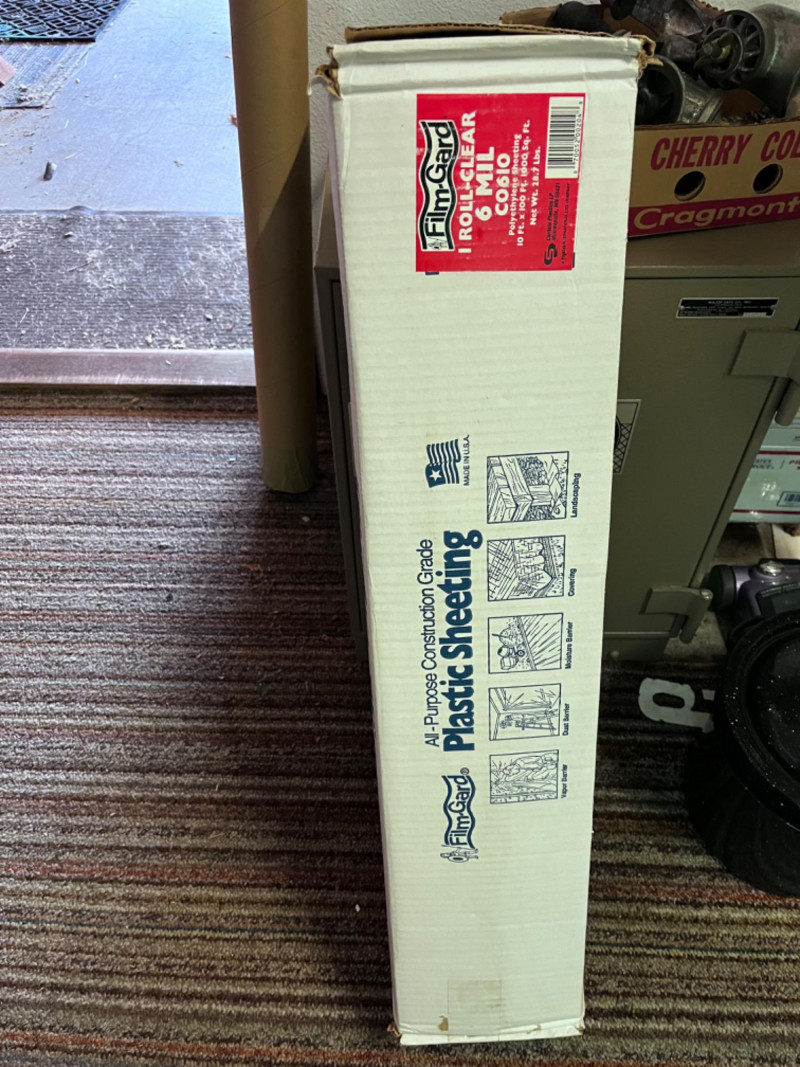 Film-Gard
1 ROLL-CLEAR
6 MIL
CO610
Polyethylene Sheeting
10 Ft. x 100 Ft. 1000 Sq. Ft.
Net Wt. 28.7 Lbs.
CHERRY CO
Cragmont
MADE IN U.S.A.
All-Purpose Construction Grade
Plastic Sheeting
Film-Gard®
Landscaping
Covering
Moisture Barrier
Dust Barrier
Vapor Barrier